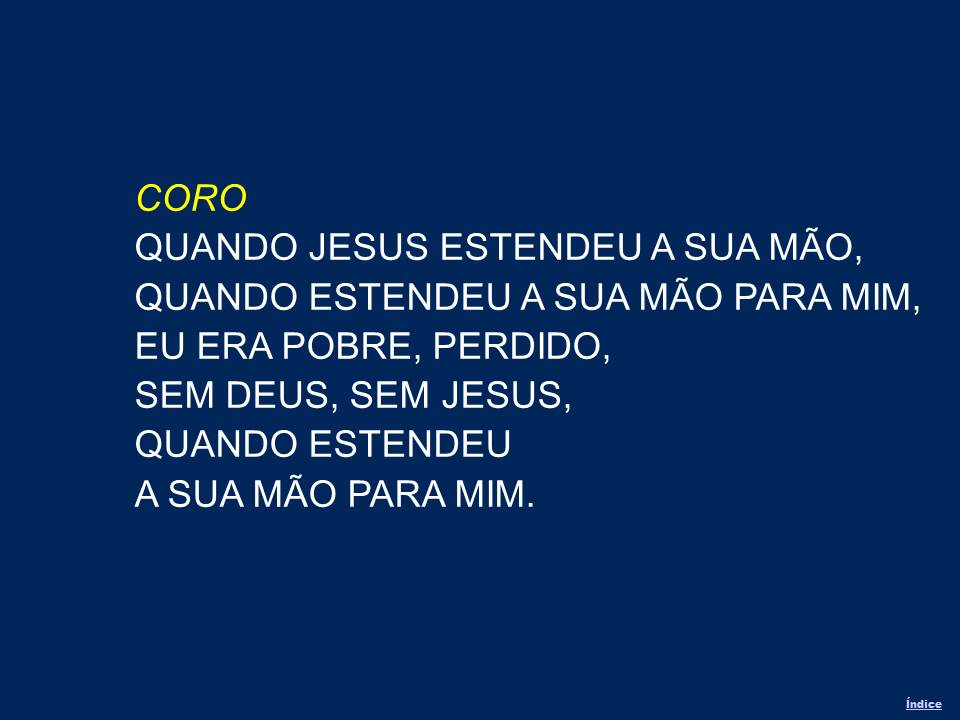 CORO
QUANDO JESUS ESTENDEU A SUA MÃO,
QUANDO ESTENDEU A SUA MÃO PARA MIM,
EU ERA POBRE, PERDIDO,
SEM DEUS, SEM JESUS,
QUANDO ESTENDEU
A SUA MÃO PARA MIM.
Índice